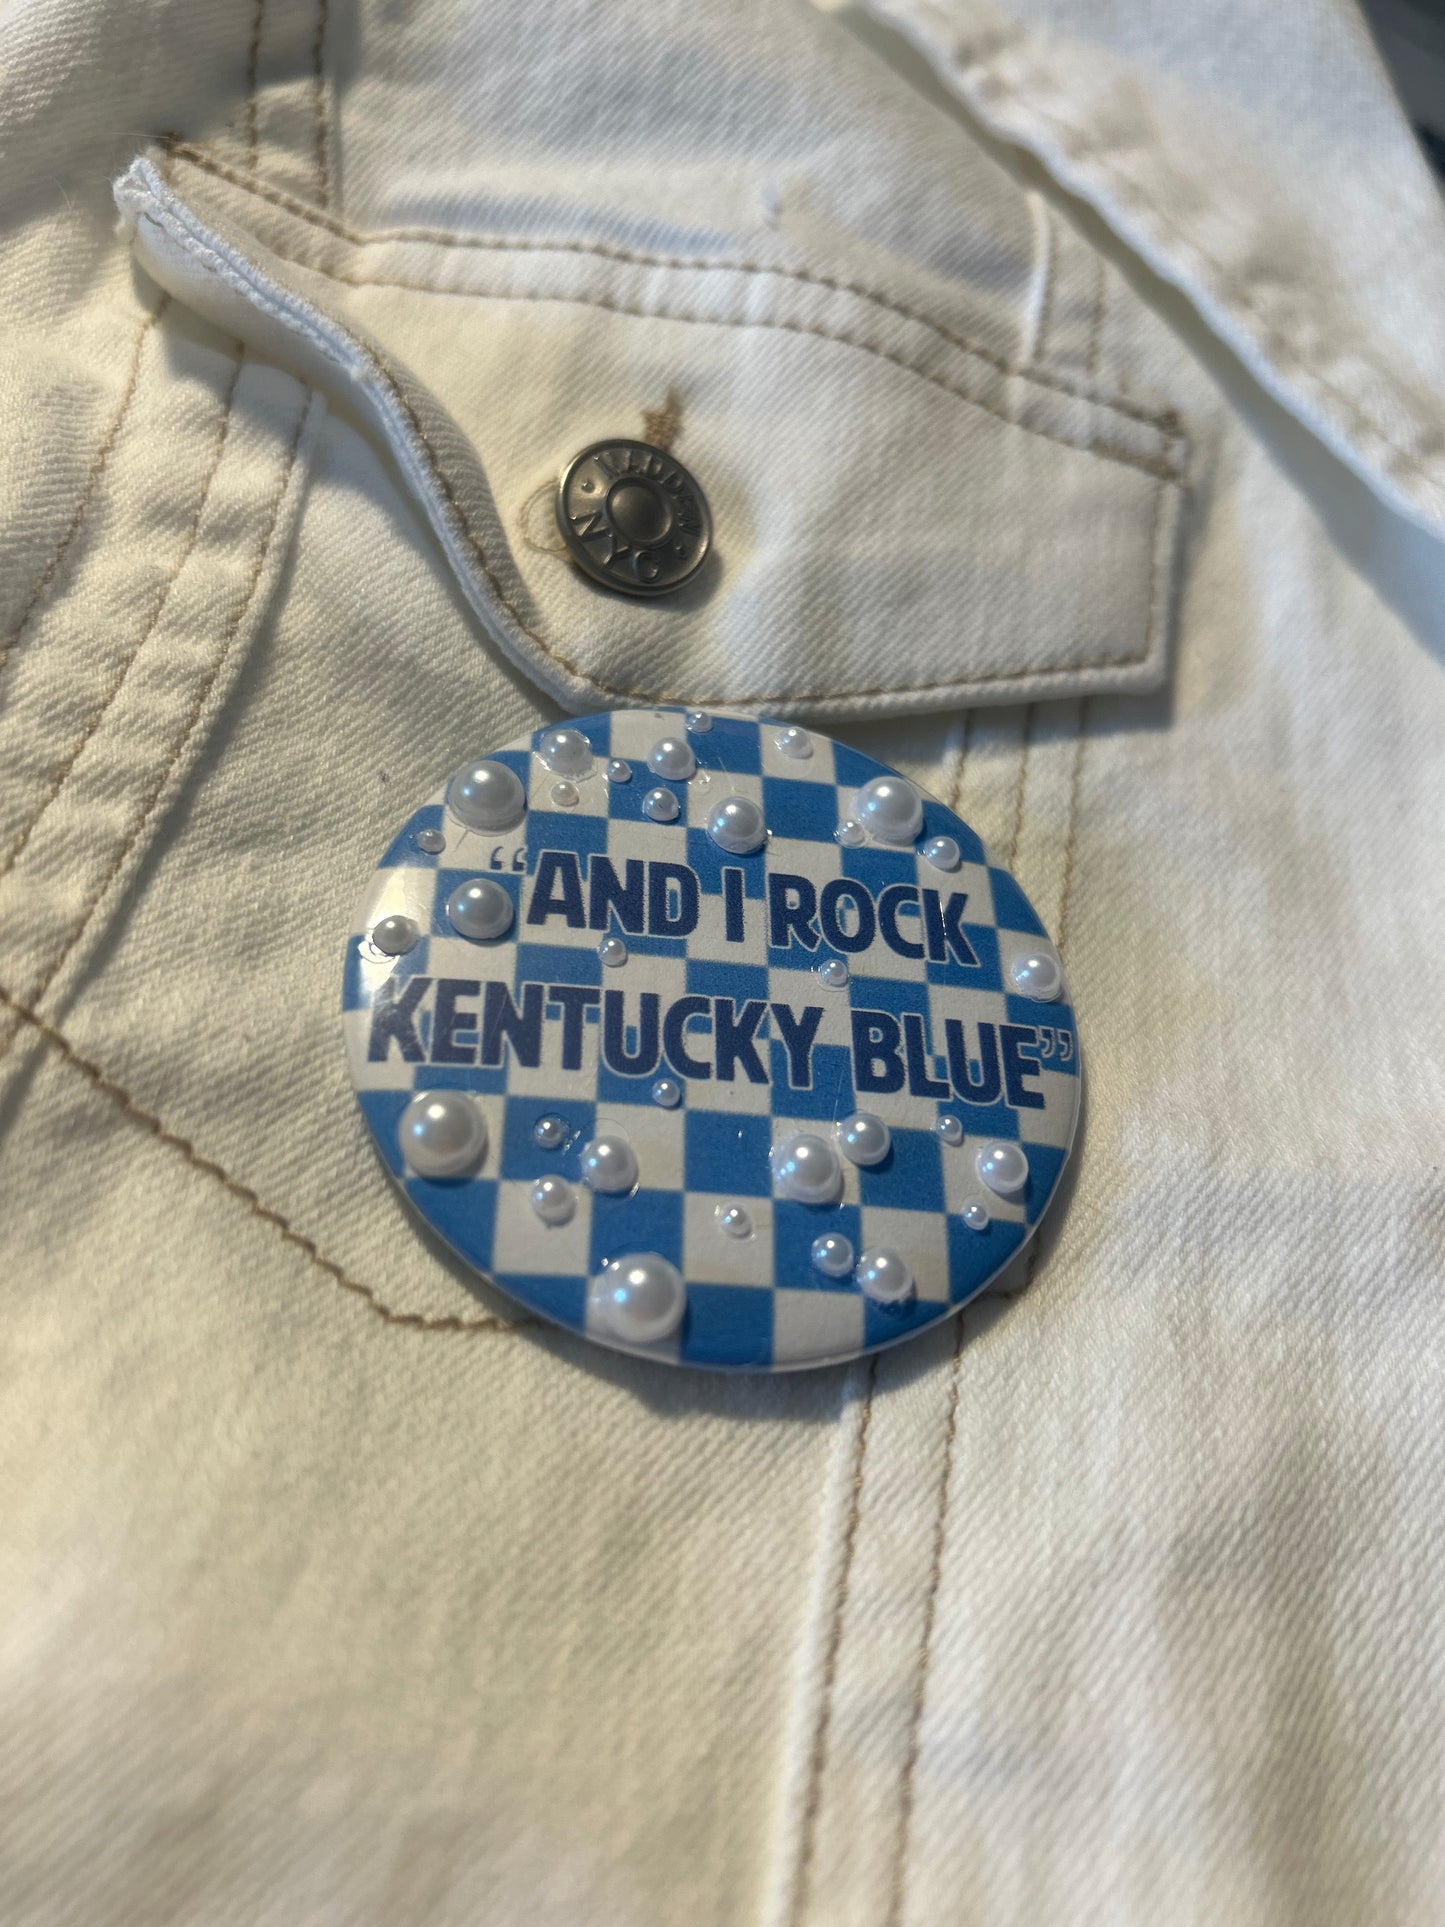 MADDEN
NYC
“AND I ROCK
KENTUCKY BLUE”